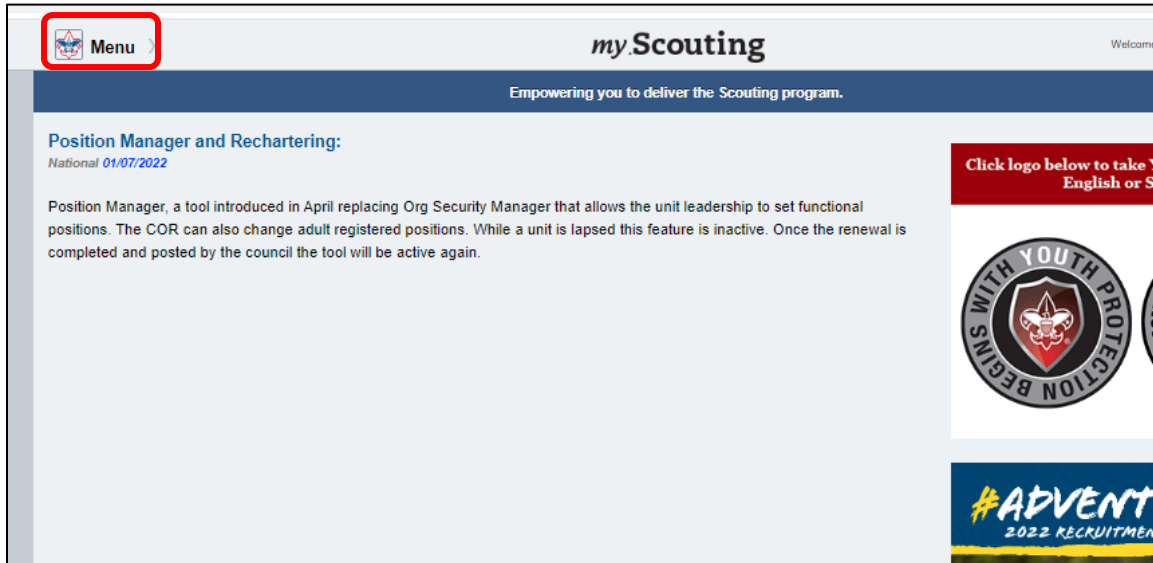 Menu
my.Scouting
Welcome
Empowering you to deliver the Scouting program.
Position Manager and Rechartering:
National 01/07/2022
Position Manager, a tool introduced in April replacing Org Security Manager that allows the unit leadership to set functional
positions. The COR can also change adult registered positions. While a unit is lapsed this feature is inactive. Once the renewal is
completed and posted by the council the tool will be active again.
Click logo below to take
English or S
BEGINS WITH YOUTH PROTECTION
#ADVENT
2022 RECRUITMEN